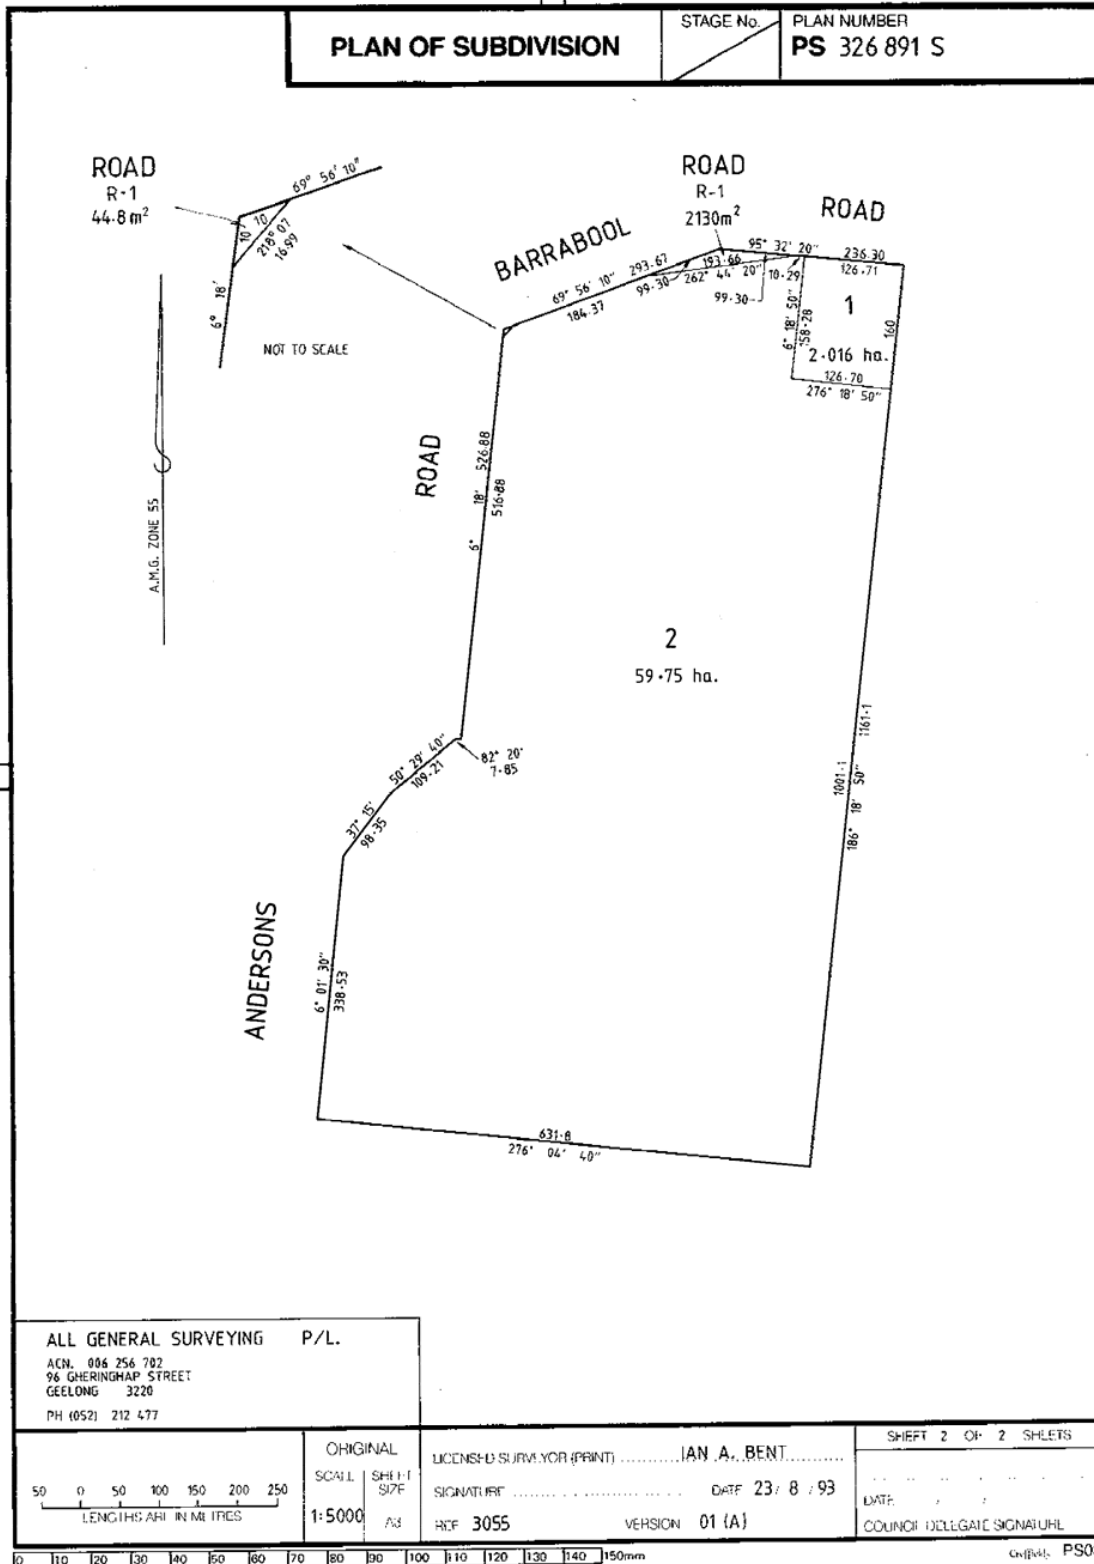 PLAN OF SUBDIVISION
STAGE No.
PLAN NUMBER
PS 326 891 S
ROAD
R-1
44.8 m²
69° 56' 10"
10
10
218° 07
16.99
6° 18'
NOT TO SCALE
BARRABOOL
ROAD
R-1
2130m²
ROAD
69° 56' 10" 293.67
184.37
99.30
193.66
262° 44' 20"
95° 32' 20"
236.30
126.71
18.29
99.30
6° 18' 50"
158.28
1
160
2.016 ha.
126.70
276° 18' 50"
ROAD
6° 18' 526.88
516.88
A.M.G. ZONE 55
2
59.75 ha.
82° 20'
7.85
50° 29' 40"
109.21
37° 15'
98.35
1161.1
1001.1
186° 18' 50"
ANDERSONS
6° 01' 30"
338.53
631.8
276° 04' 40"
ALL GENERAL SURVEYING P/L.
ACN. 006 256 702
96 GHERINGHAP STREET
GEELONG 3220
PH (052) 212 477
50 0 50 100 150 200 250
LENGTHS ARE IN METRES
ORIGINAL
SCALE
SHEET SIZE
1:5000
A3
LICENSED SURVEYOR (PRINT) IAN A. BENT
SIGNATURE DATE 23/ 8 / 93
REF 3055 VERSION 01 (A)
SHEET 2 OF 2 SHEETS
DATE / /
COUNCIL DELEGATE SIGNATURE
0 10 20 30 40 50 60 70 80 90 100 110 120 130 140 150mm